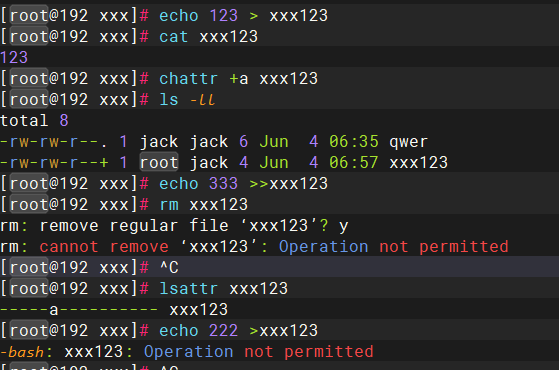 [root@192 xxx]# echo 123 > xxx123
[root@192 xxx]# cat xxx123
123
[root@192 xxx]# chattr +a xxx123
[root@192 xxx]# ls -ll
total 8
-rw-rw-r--. 1 jack jack 6 Jun  4 06:35 qwer
-rw-rw-r--+ 1 root jack 4 Jun  4 06:57 xxx123
[root@192 xxx]# echo 333 >>xxx123
[root@192 xxx]# rm xxx123
rm: remove regular file ‘xxx123’? y
rm: cannot remove ‘xxx123’: Operation not permitted
[root@192 xxx]# ^C
[root@192 xxx]# lsattr xxx123
-----a---------- xxx123
[root@192 xxx]# echo 222 >xxx123
-bash: xxx123: Operation not permitted
[root@192 xxx]# ^C